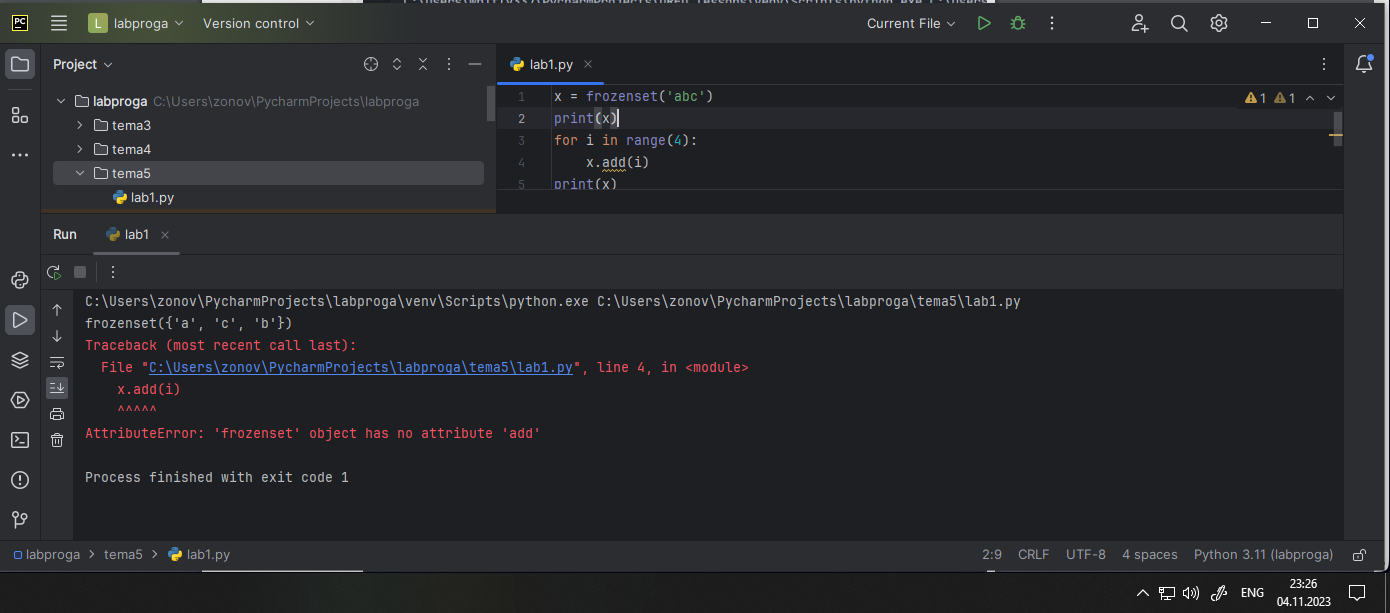 PC
L labproga
Version control
Current File
Project
lab1.py
labproga C:\Users\zonov\PycharmProjects\labproga
tema3
tema4
tema5
lab1.py
1 x = frozenset('abc')
2 print(x)
3 for i in range(4):
4 x.add(i)
5 print(x)
1 1
Run
lab1
C:\Users\zonov\PycharmProjects\labproga\venv\Scripts\python.exe C:\Users\zonov\PycharmProjects\labproga\tema5\lab1.py
frozenset({'a', 'c', 'b'})
Traceback (most recent call last):
File "C:\Users\zonov\PycharmProjects\labproga\tema5\lab1.py", line 4, in <module>
x.add(i)
^^^^^
AttributeError: 'frozenset' object has no attribute 'add'
Process finished with exit code 1
labproga > tema5 > lab1.py
2:9 CRLF UTF-8 4 spaces Python 3.11 (labproga)
ENG
23:26
04.11.2023